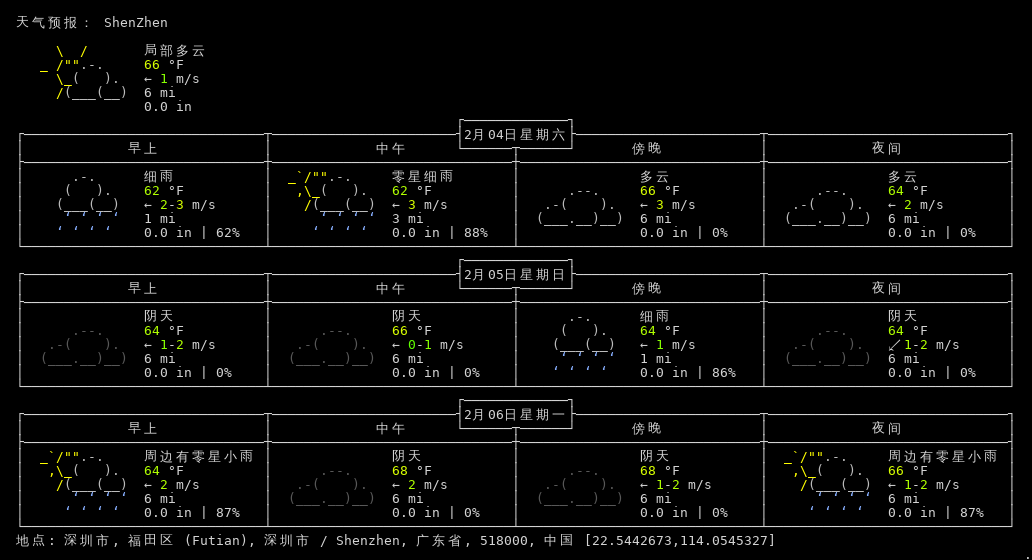 天气预报： ShenZhen
局部多云
66 °F
← 1 m/s
6 mi
0.0 in
2月04日星期六
早上 中午 傍晚 夜间
细雨 零星细雨 多云 多云
62 °F 62 °F 66 °F 64 °F
← 2-3 m/s ← 3 m/s ← 3 m/s ← 2 m/s
1 mi 3 mi 6 mi 6 mi
0.0 in | 62% 0.0 in | 88% 0.0 in | 0% 0.0 in | 0%
2月05日星期日
早上 中午 傍晚 夜间
阴天 阴天 细雨 阴天
64 °F 66 °F 64 °F 64 °F
← 1-2 m/s ← 0-1 m/s ← 1 m/s ↙ 1-2 m/s
6 mi 6 mi 1 mi 6 mi
0.0 in | 0% 0.0 in | 0% 0.0 in | 86% 0.0 in | 0%
2月06日星期一
早上 中午 傍晚 夜间
周边有零星小雨 阴天 阴天 周边有零星小雨
64 °F 68 °F 68 °F 66 °F
← 2 m/s ← 2 m/s ← 1-2 m/s ← 1-2 m/s
6 mi 6 mi 6 mi 6 mi
0.0 in | 87% 0.0 in | 0% 0.0 in | 0% 0.0 in | 87%
地点: 深圳市, 福田区 (Futian), 深圳市 / Shenzhen, 广东省, 518000, 中国 [22.5442673,114.0545327]